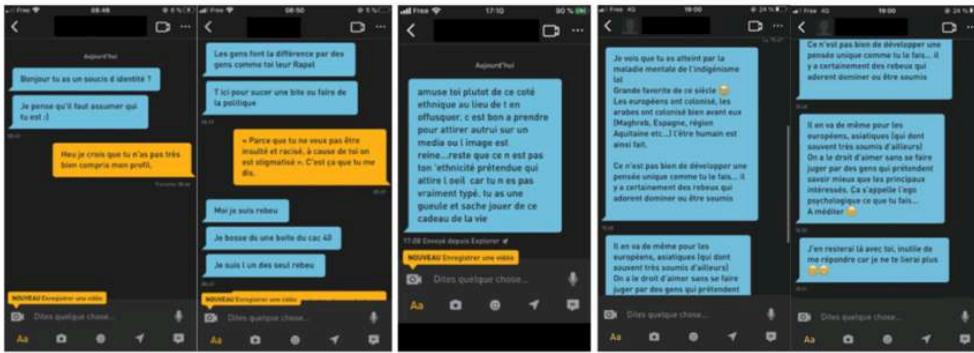 Free
08:48
Aujourd'hui
Bonjour tu as un soucis d identité ?
Je pense qu'il faut assumer qui
tu est :)
Heu je crois que tu n'as pas très
bien compris mon profil.
NOUVEAU Enregistrer une vidéo
Dites quelque chose...
Aa
Free
08:50
Les gens font la différence par des
gens comme toi leur Rapel
T ici pour sucer une bite ou faire de
la politique
« Parce que tu ne veux pas être
insulté et racisé, à cause de toi on
est stigmatisé ». C'est ça que tu me
dis.
Moi je suis rebeu
Je bosse ds une boite du cac 40
Je suis l un des seul rebeu
NOUVEAU Enregistrer une vidéo
Dites quelque chose...
Aa
Free
17:10
90 %
Aujourd'hui
amuse toi plutot de ce coté
ethnique au lieu de t en
offusquer. c est bon a prendre
pour attirer autrui sur un
media ou l image est
reine...reste que ce n est pas
ton 'ethnicité prétendue qui
attire l oeil car tu n es pas
vraiment typé. tu as une
gueule et sache jouer de ce
cadeau de la vie
17:08 Envoyé depuis Explorer
NOUVEAU Enregistrer une vidéo
Dites quelque chose...
Aa
Free 4G
19:00
24 %
Je vois que tu as atteint par la
maladie mentale de l'indigénisme
lol
Grande favorite de ce siècle
Les européens ont colonisé, les
arabes ont colonisé bien avant eux
(Maghreb, Espagne, région
Aquitaine etc..) l'être humain est
ainsi fait.
Ce n'est pas bien de développer une
pensée unique comme tu le fais... il
y a certainement des rebeus qui
adorent dominer ou être soumis
Il en va de même pour les
européens, asiatiques (qui dont
souvent très soumis d'ailleurs)
On a le droit d'aimer sans se faire
juger par des gens qui prétendent
Dites quelque chose...
Aa
Free 4G
19:00
24 %
Ce n'est pas bien de développer une
pensée unique comme tu le fais... il
y a certainement des rebeus qui
adorent dominer ou être soumis
Il en va de même pour les
européens, asiatiques (qui dont
souvent très soumis d'ailleurs)
On a le droit d'aimer sans se faire
juger par des gens qui prétendent
savoir mieux que les principaux
intéressés. Ca s'appelle l'ego
psychologique ce que tu fais...
A méditer
J'en resterai là avec toi, inutile de
me répondre car je ne te lierai plus
Dites quelque chose...
Aa